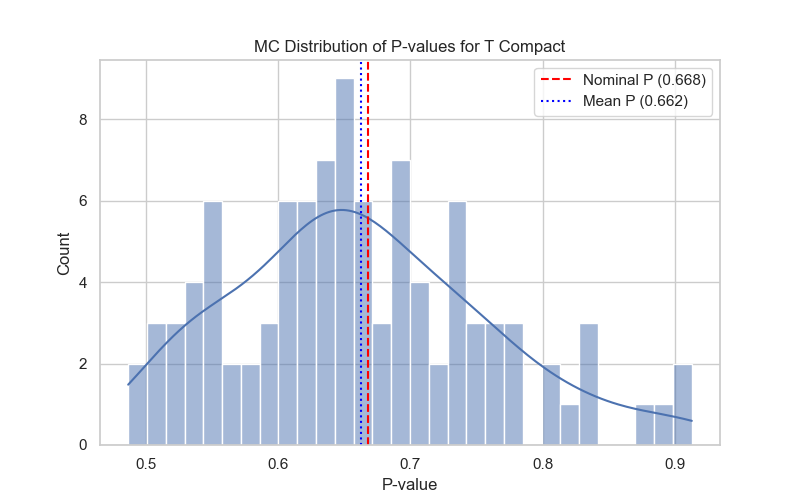 MC Distribution of P-values for T Compact
Nominal P (0.668)
Mean P (0.662)
Count
8
6
4
2
0
0.5 0.6 0.7 0.8 0.9
P-value